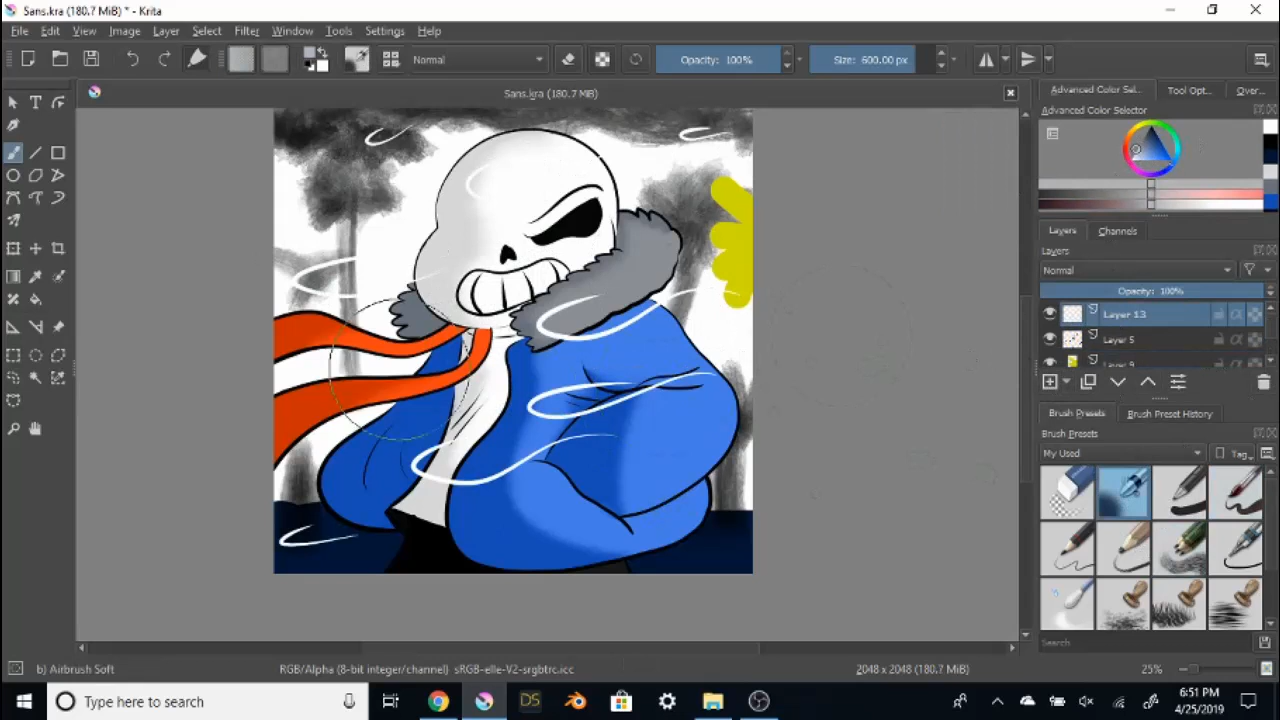 Sans.kra (180.7 MiB) * - Krita
File Edit View Image Layer Select Filter Tools Window Settings Help
Normal
Opacity: 100%
Size: 600.00 px
Sans.kra (180.7 MiB)
Advanced Color Sel...
Tool Opt...
Over...
Advanced Color Selector
Layers
Channels
Layers
Normal
Opacity: 100%
Layer 13
Layer 5
Layer 9
Brush Presets
Brush Preset History
Brush Presets
My Used
Tag
Search
b) Airbrush Soft
RGB/Alpha (8-bit integer/channel) sRGB-elle-V2-srgbtrc.icc
2048 x 2048 (180.7 MiB)
25%
Type here to search
DS
6:51 PM
4/25/2019